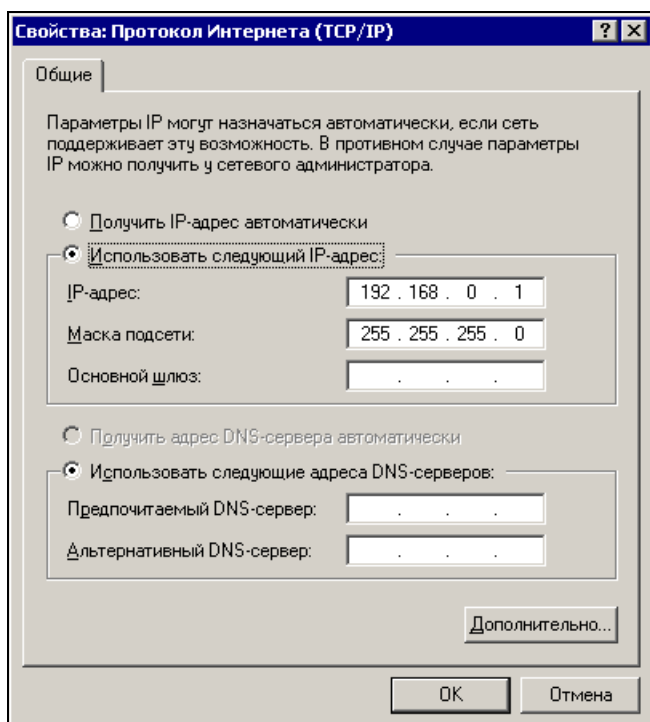 Свойства: Протокол Интернета (TCP/IP)
Общие
Параметры IP могут назначаться автоматически, если сеть
поддерживает эту возможность. В противном случае параметры
IP можно получить у сетевого администратора.
Получить IP-адрес автоматически
Использовать следующий IP-адрес:
IP-адрес: 192 . 168 . 0 . 1
Маска подсети: 255 . 255 . 255 . 0
Основной шлюз: . . .
Получить адрес DNS-сервера автоматически
Использовать следующие адреса DNS-серверов:
Предпочитаемый DNS-сервер: . . .
Альтернативный DNS-сервер: . . .
Дополнительно...
OK Отмена